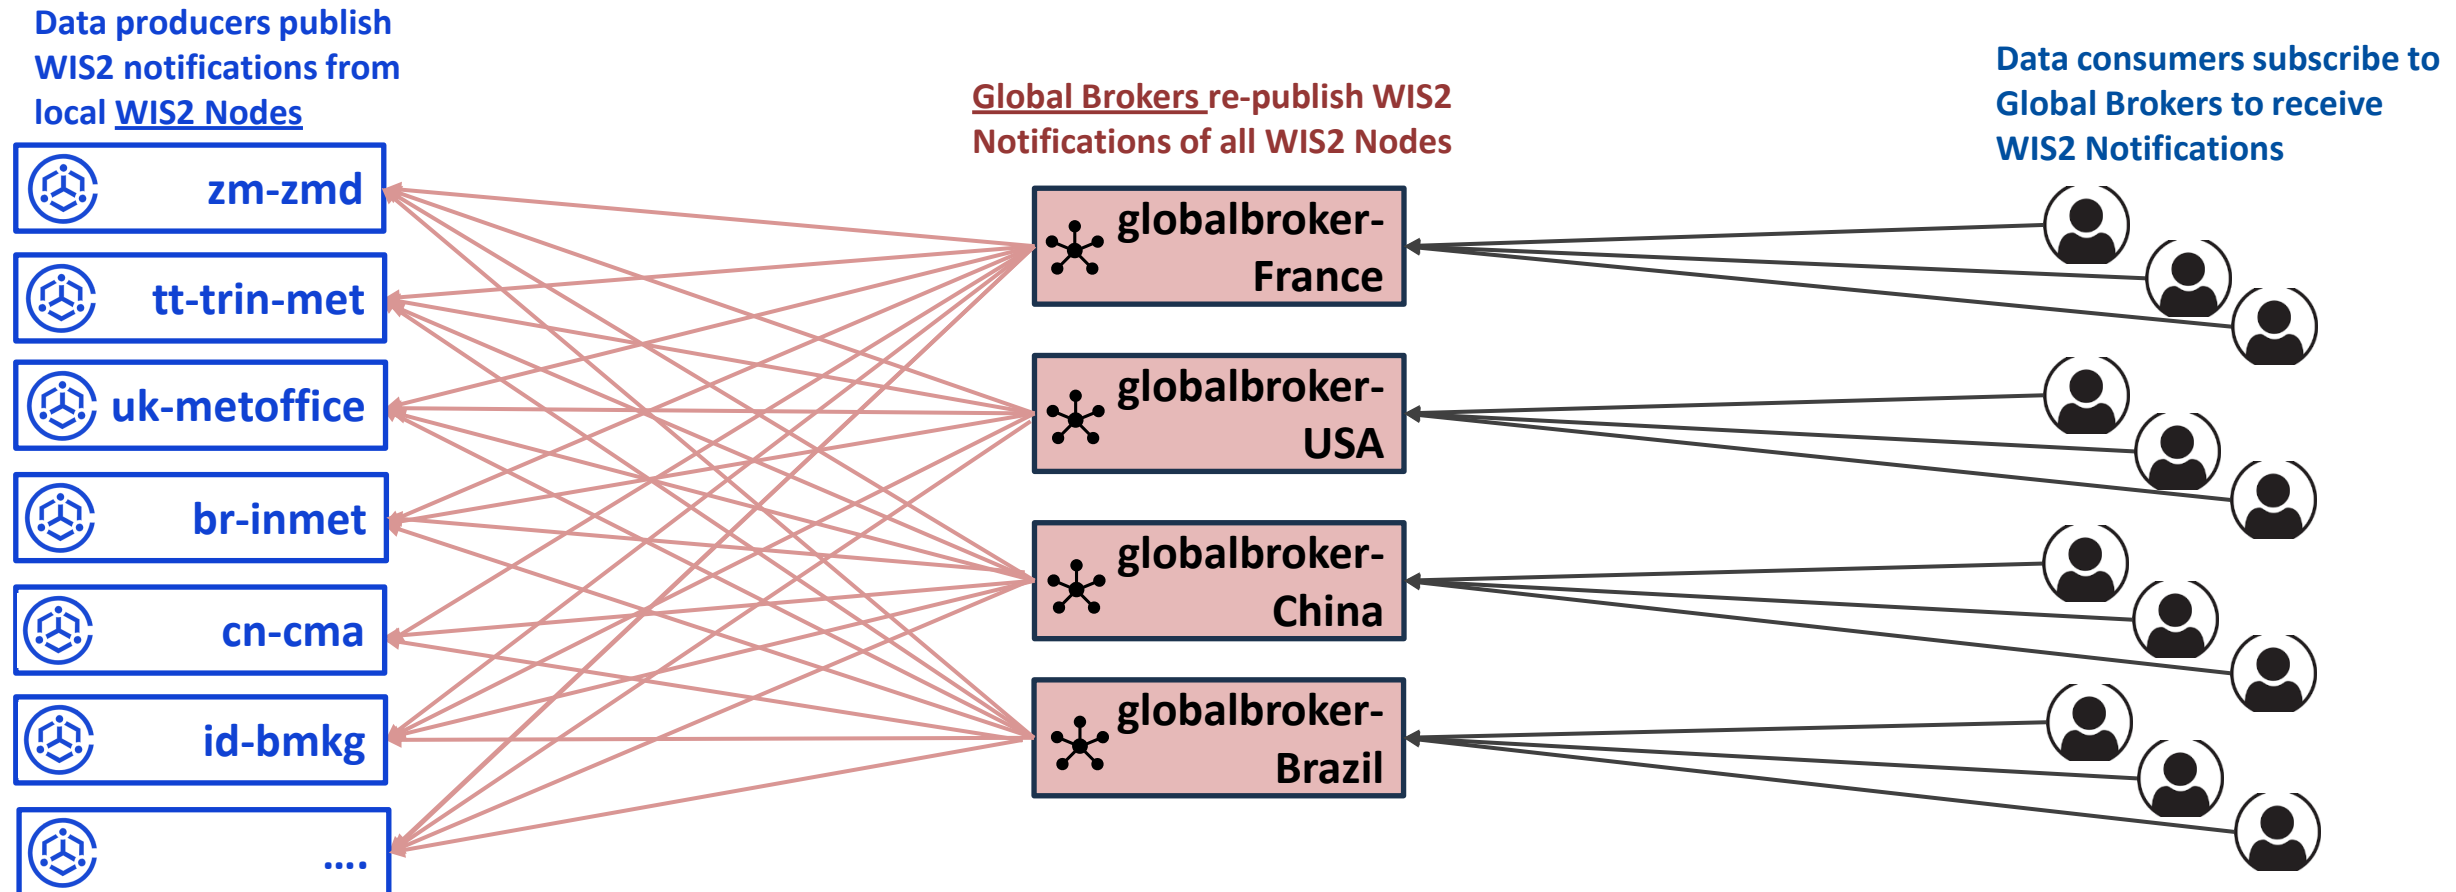 Data producers publish
WIS2 notifications from
local WIS2 Nodes
zm-zmd
tt-trin-met
uk-metoffice
br-inmet
cn-cma
id-bmkg
....
Global Brokers re-publish WIS2
Notifications of all WIS2 Nodes
globalbroker-
France
globalbroker-
USA
globalbroker-
China
globalbroker-
Brazil
Data consumers subscribe to
Global Brokers to receive
WIS2 Notifications